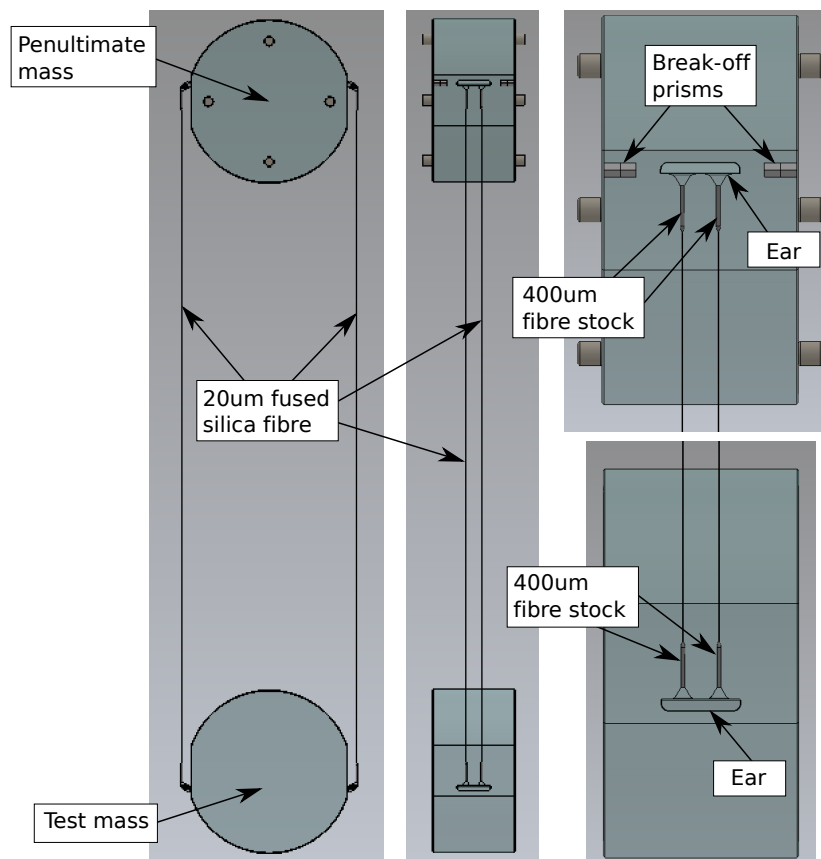 Penultimate
mass
Break-off
prisms
Ear
400um
fibre stock
20um fused
silica fibre
400um
fibre stock
Ear
Test mass